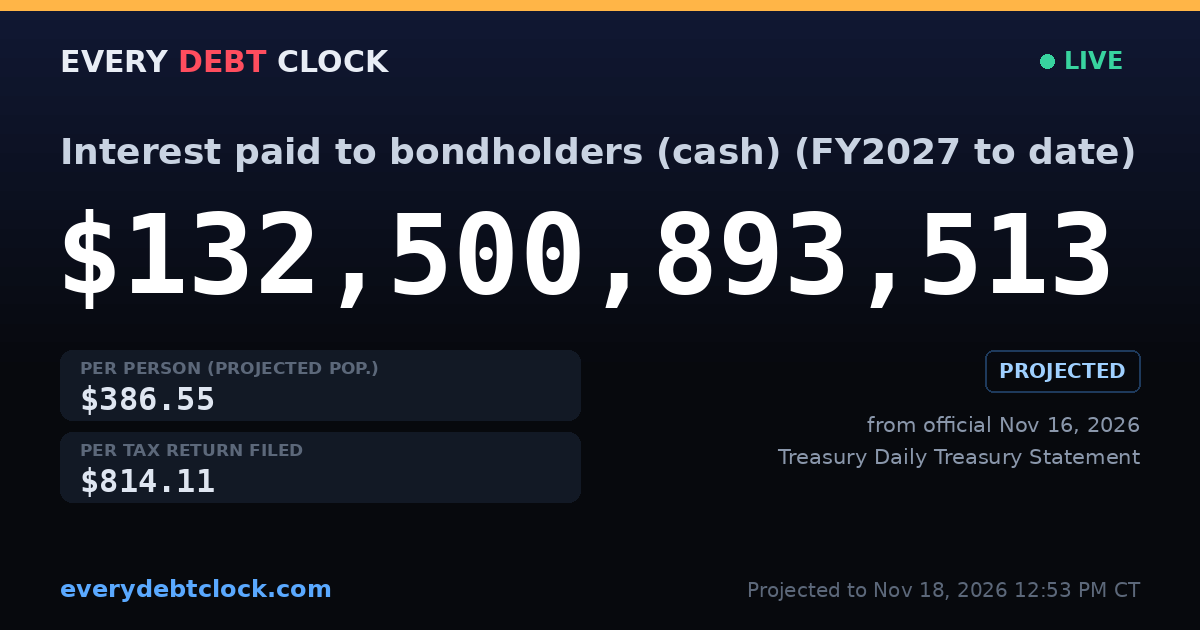 EVERY DEBT CLOCK
LIVE
Interest paid to bondholders (cash) (FY2027 to date)
$132,500,893,513
PER PERSON (PROJECTED POP.)
$386.55
PER TAX RETURN FILED
$814.11
PROJECTED
from official Nov 16, 2026
Treasury Daily Treasury Statement
everydebtclock.com
Projected to Nov 18, 2026 12:53 PM CT